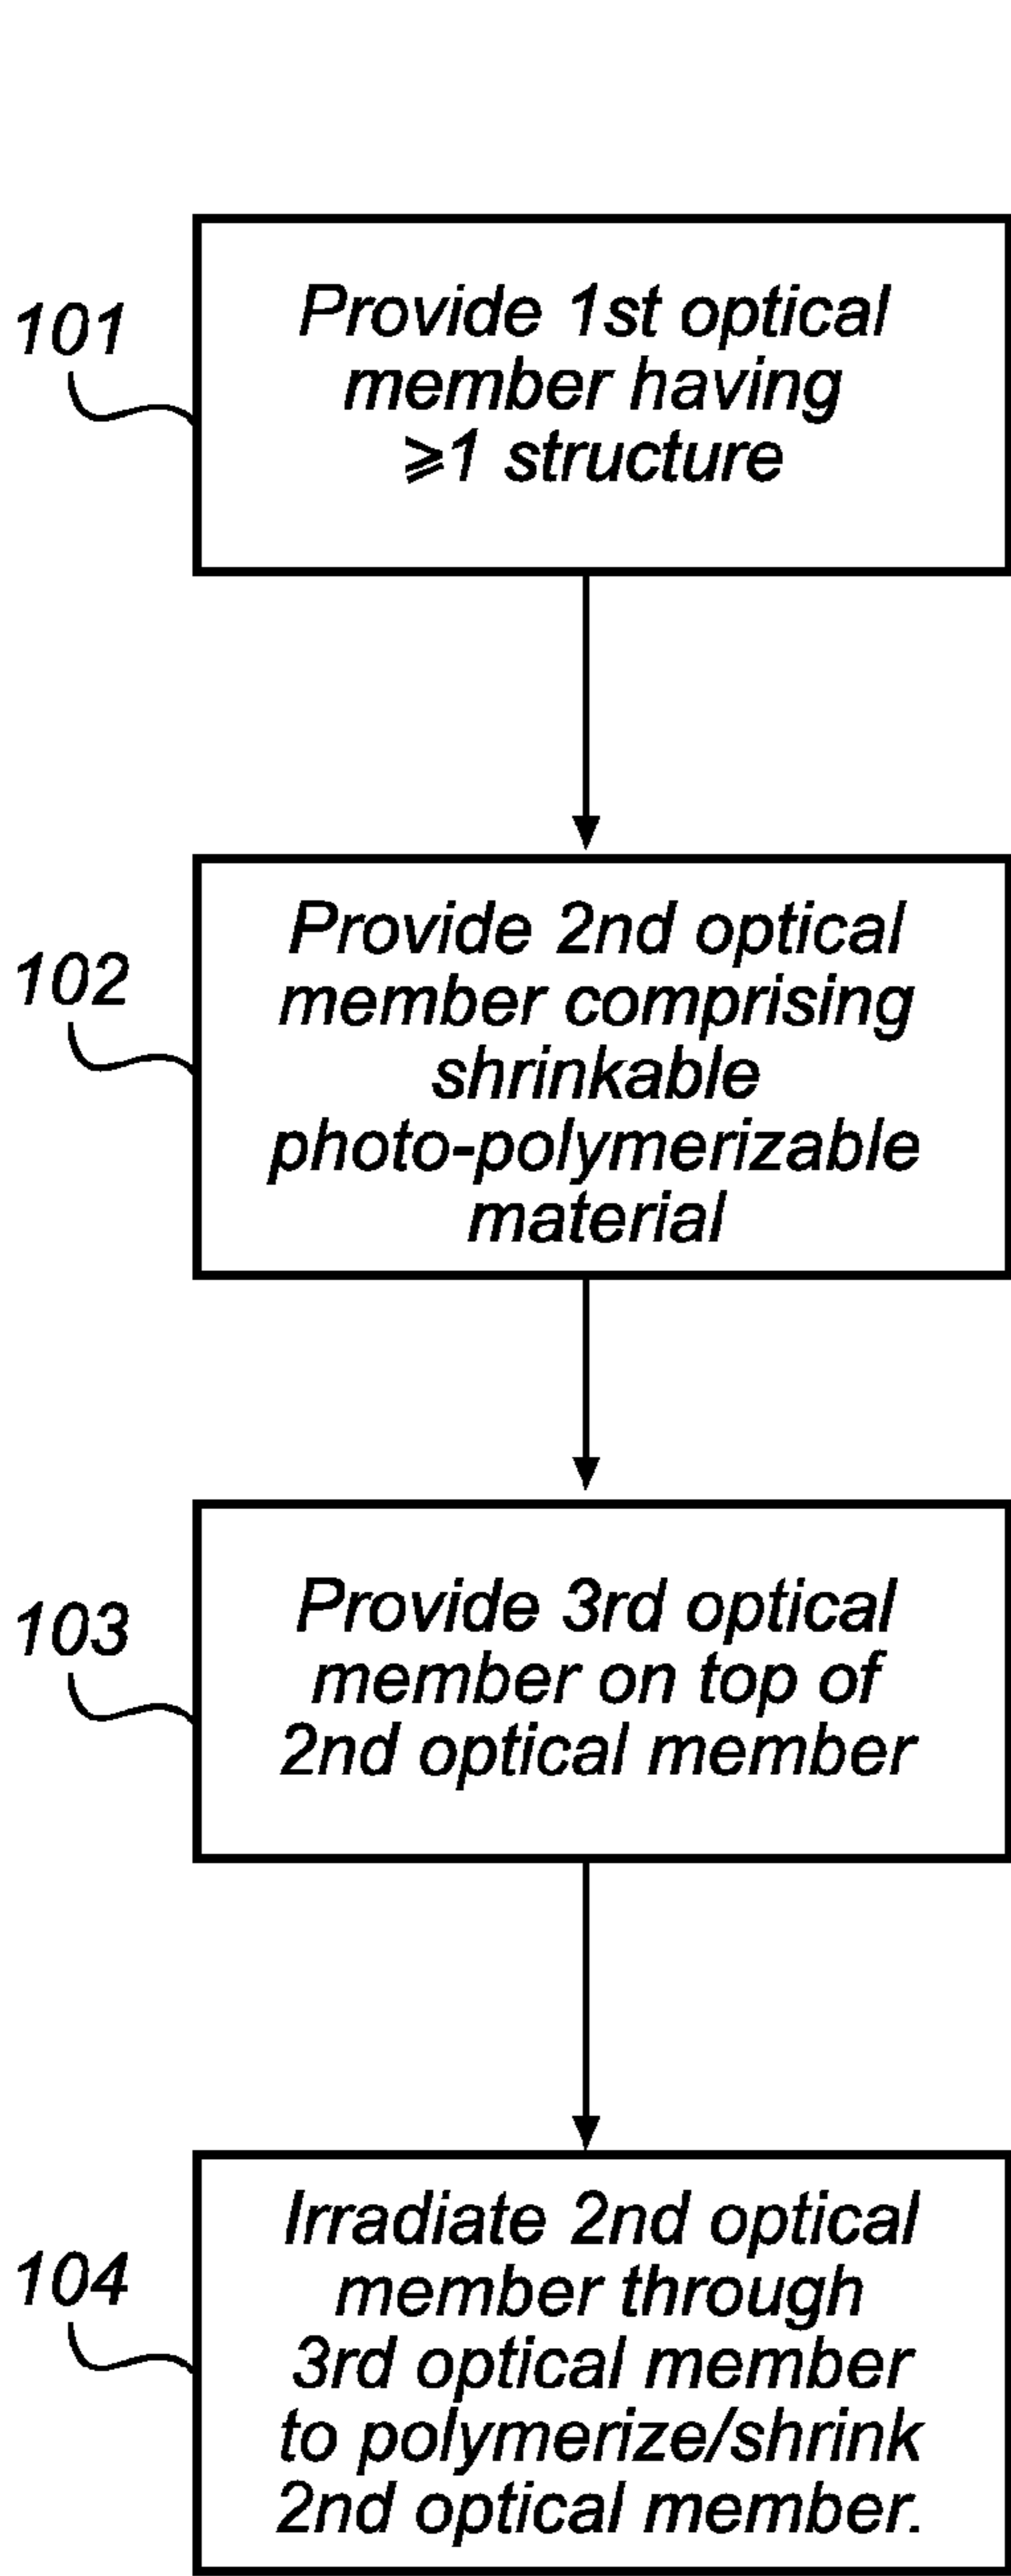 101
Provide 1st optical
member having
⩾1 structure
102
Provide 2nd optical
member comprising
shrinkable
photo-polymerizable
material
103
Provide 3rd optical
member on top of
2nd optical member
104
Irradiate 2nd optical
member through
3rd optical member
to polymerize/shrink
2nd optical member.